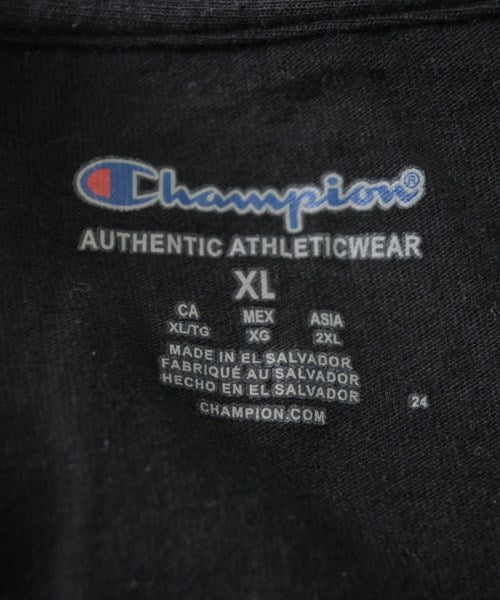 Champion®
AUTHENTIC ATHLETICWEAR
XL
CA MEX ASIA
XL/TG XG 2XL
MADE IN EL SALVADOR
FABRIQUÉ AU SALVADOR
HECHO EN EL SALVADOR
CHAMPION.COM
24